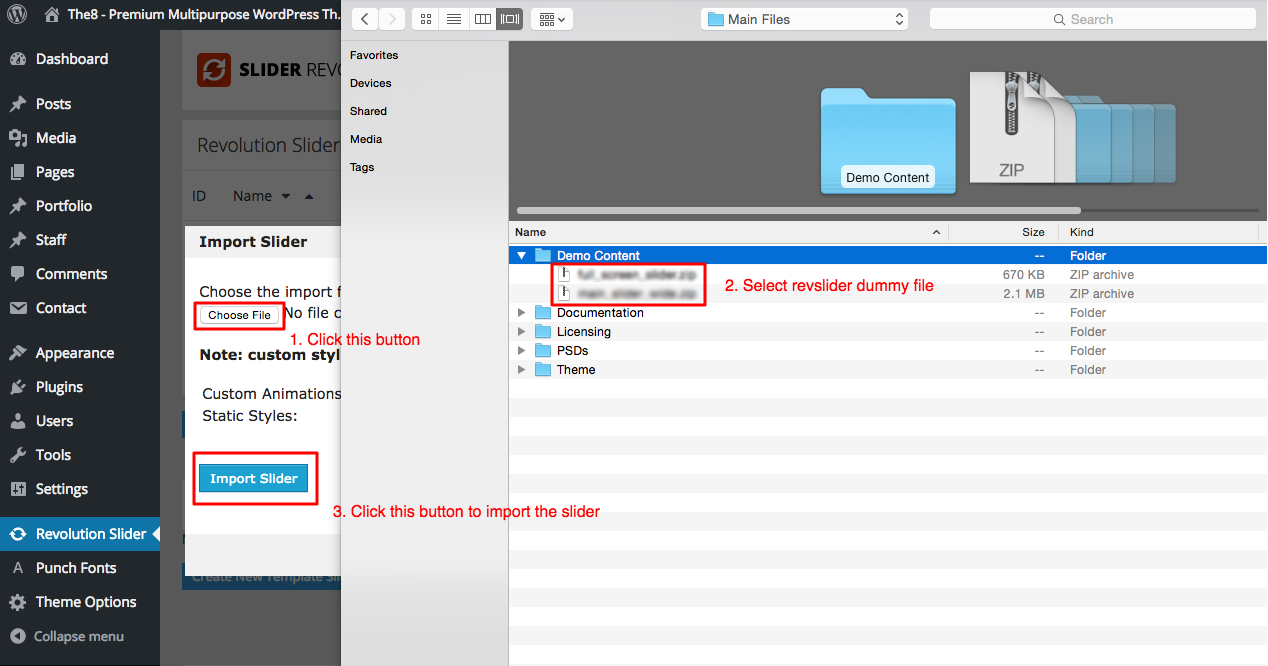 The8 - Premium Multipurpose WordPress Th...
Dashboard
Posts
Media
Pages
Portfolio
Staff
Comments
Contact
Appearance
Plugins
Users
Tools
Settings
Revolution Slider
Punch Fonts
Theme Options
Collapse menu
SLIDER REVO
Revolution Slider
ID Name
Import Slider
Choose the import f
Choose File No file c
1. Click this button
Note: custom styl
Custom Animations
Static Styles:
Import Slider
3. Click this button to import the slider
Create New Template Sli
Main Files
Search
Favorites
Devices
Shared
Media
Tags
Demo Content
ZIP
Name Size Kind
Demo Content -- Folder
full_screen_slider.zip 670 KB ZIP archive
main_slider_wide.zip 2.1 MB ZIP archive
2. Select revslider dummy file
Documentation -- Folder
Licensing -- Folder
PSDs -- Folder
Theme -- Folder